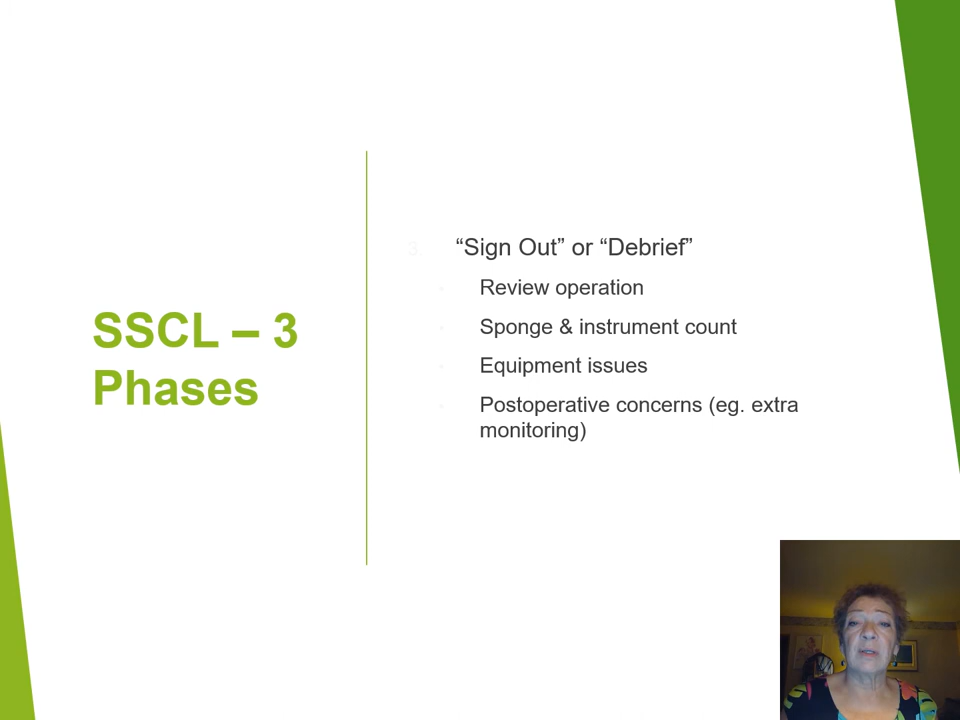 SSCL – 3
Phases
3. “Sign Out” or “Debrief”
Review operation
Sponge & instrument count
Equipment issues
Postoperative concerns (eg. extra
monitoring)